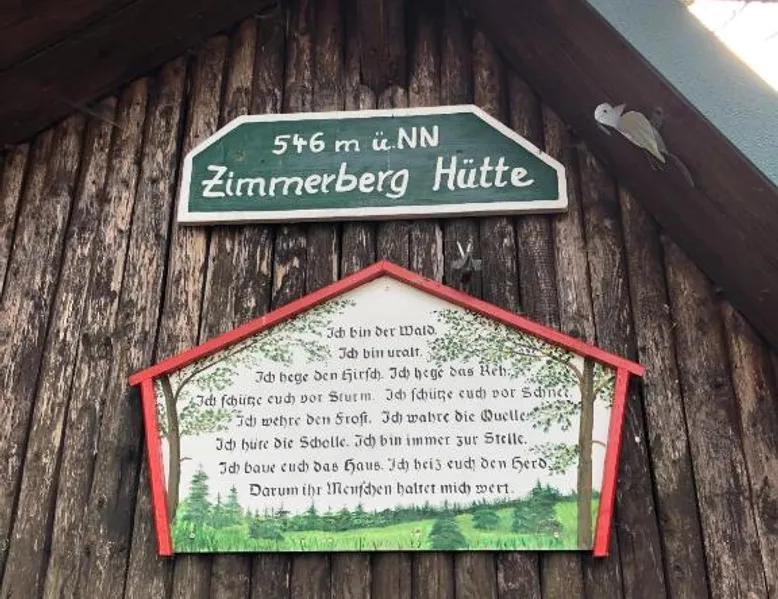 546 m ü.NN
Zimmerberg Hütte
Ich bin der Wald.
Ich bin uralt.
Ich hege den Hirsch. Ich hege das Reh.
Ich schütze euch vor Sturm. Ich schütze euch vor Schnee.
Ich wehre den Frost. Ich wahre die Quelle.
Ich hüte die Scholle. Ich bin immer zur Stelle.
Ich baue euch das Haus. Ich heiz euch den Herd.
Darum ihr Menschen haltet mich wert.